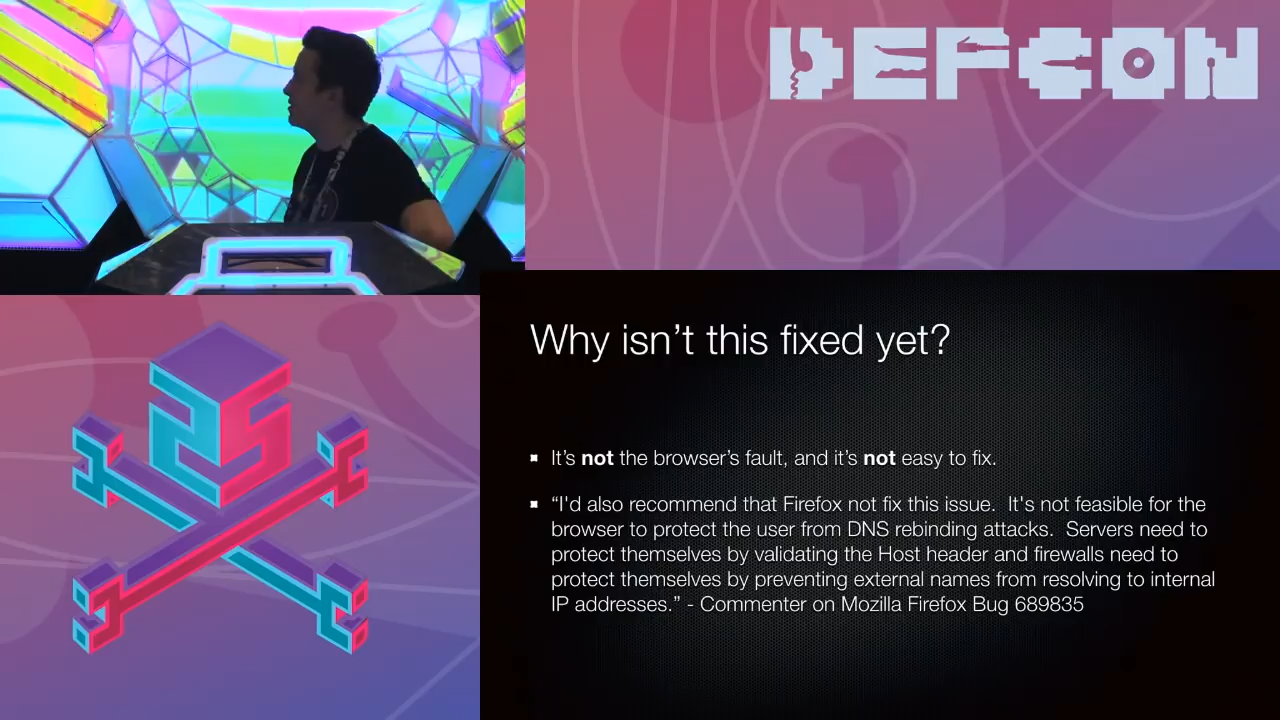 DEFCON
Why isn't this fixed yet?
It's not the browser's fault, and it's not easy to fix.
“I'd also recommend that Firefox not fix this issue.  It's not feasible for the
browser to protect the user from DNS rebinding attacks.  Servers need to
protect themselves by validating the Host header and firewalls need to
protect themselves by preventing external names from resolving to internal
IP addresses.” - Commenter on Mozilla Firefox Bug 689835